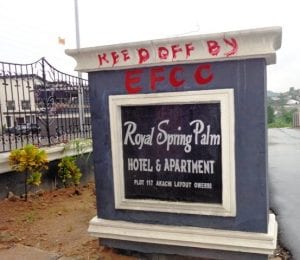 KEEP OFF BY
EFCC
Royal Spring Palm
HOTEL & APARTMENT
PLOT 117 AKACHI LAYOUT OWERRI